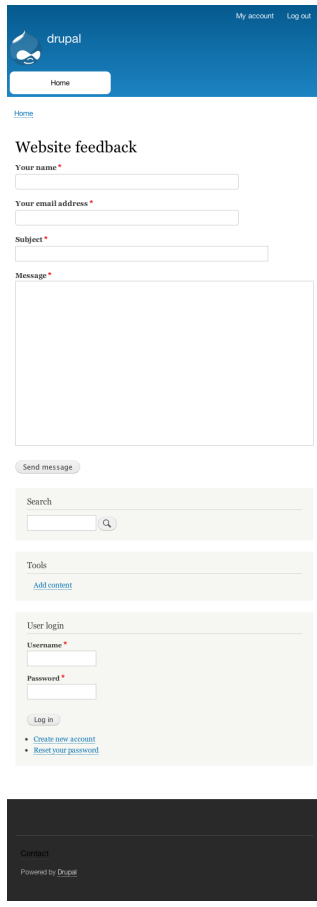 My account Log out
drupal
Home
Home
Website feedback
Your name *
Your email address *
Subject *
Message *
Send message
Search
Tools
Add content
User login
Username *
Password *
Log in
Create new account
Reset your password
Contact
Powered by Drupal